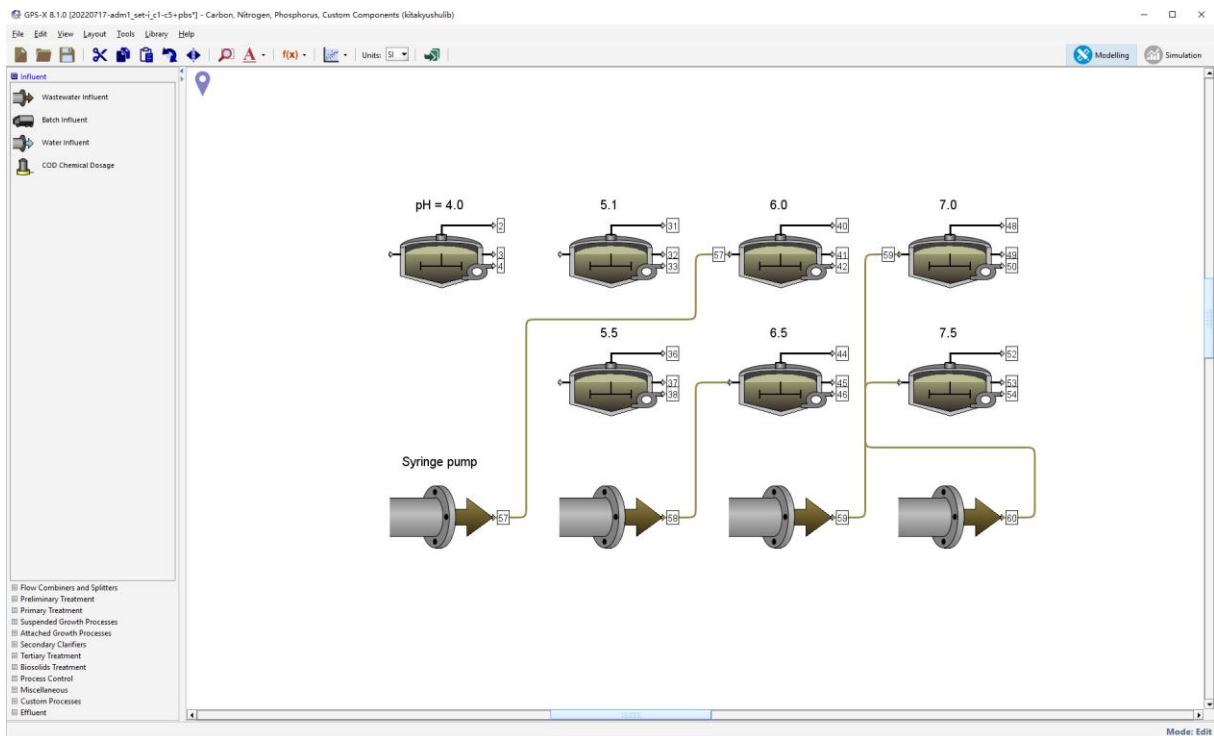 GPS-X 8.1.0 [20220717-adm1_set-i_c1-c5+pbs*] - Carbon, Nitrogen, Phosphorus, Custom Components (kitakyushulib)
File Edit View Layout Tools Library Help
A f(x) Units: SI Modelling Simulation
Influent
Wastewater Influent
Batch Influent
Water Influent
COD Chemical Dosage
Flow Combiners and Splitters
Preliminary Treatment
Primary Treatment
Suspended Growth Processes
Attached Growth Processes
Secondary Clarifiers
Tertiary Treatment
Biosolids Treatment
Process Control
Miscellaneous
Custom Processes
Effluent
pH = 4.0 5.1 6.0 7.0
2 31 40 48
3 32 57 41 59 49
4 33 42 50
5.5 6.5 7.5
36 44 52
37 45 53
38 46 54
Syringe pump
57 58 59 60
Mode: Edit